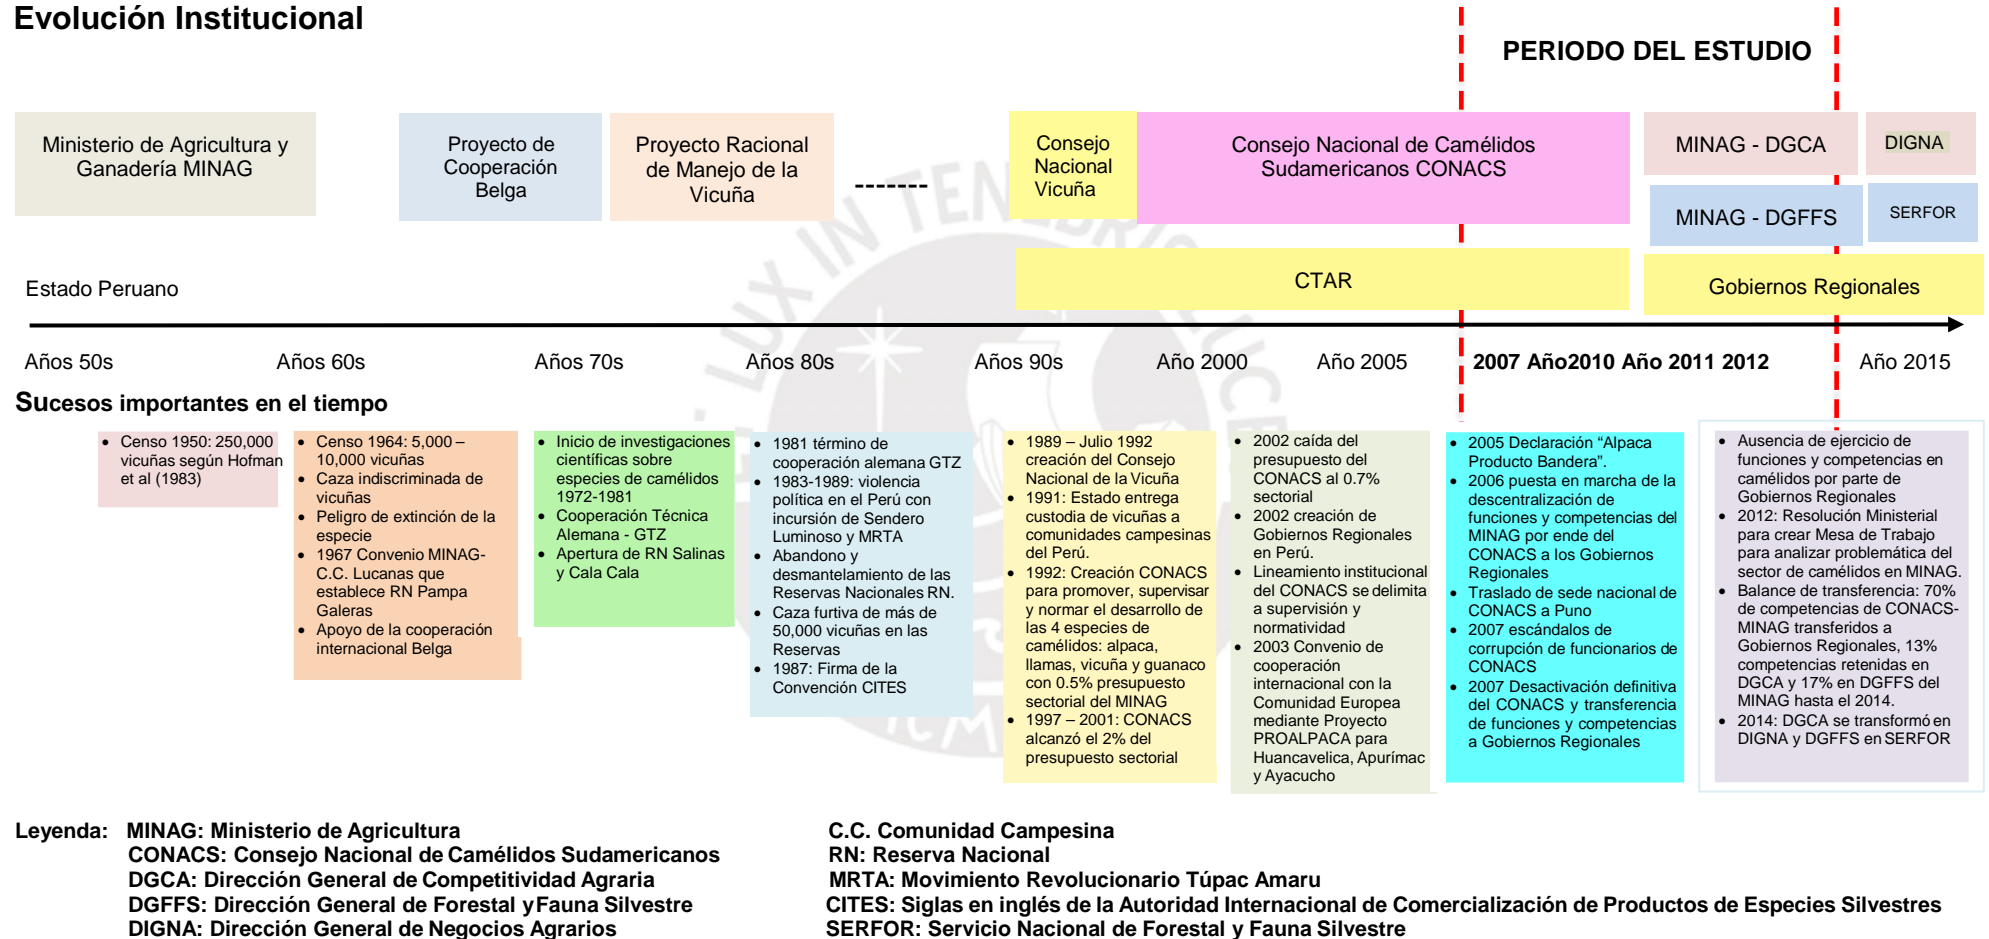 Evolución Institucional
PERIODO DEL ESTUDIO
Ministerio de Agricultura y
Ganadería MINAG
Proyecto de
Cooperación
Belga
Proyecto Racional
de Manejo de la
Vicuña
--------
Consejo
Nacional
Vicuña
Consejo Nacional de Camélidos
Sudamericanos CONACS
MINAG - DGCA
DIGNA
MINAG - DGFFS
SERFOR
CTAR
Gobiernos Regionales
Estado Peruano
Años 50s
Años 60s
Años 70s
Años 80s
Años 90s
Año 2000
Año 2005
2007 Año2010 Año 2011 2012
Año 2015
Sucesos importantes en el tiempo
• Censo 1950: 250,000
vicuñas según Hofman
et al (1983)
• Censo 1964: 5,000 –
10,000 vicuñas
• Caza indiscriminada de
vicuñas
• Peligro de extinción de la
especie
• 1967 Convenio MINAG-
C.C. Lucanas que
establece RN Pampa
Galeras
• Apoyo de la cooperación
internacional Belga
• Inicio de investigaciones
científicas sobre
especies de camélidos
1972-1981
• Cooperación Técnica
Alemana - GTZ
• Apertura de RN Salinas
y Cala Cala
• 1981 término de
cooperación alemana GTZ
• 1983-1989: violencia
política en el Perú con
incursión de Sendero
Luminoso y MRTA
• Abandono y
desmantelamiento de las
Reservas Nacionales RN.
• Caza furtiva de más de
50,000 vicuñas en las
Reservas
• 1987: Firma de la
Convención CITES
• 1989 – Julio 1992
creación del Consejo
Nacional de la Vicuña
• 1991: Estado entrega
custodia de vicuñas a
comunidades campesinas
del Perú.
• 1992: Creación CONACS
para promover, supervisar
y normar el desarrollo de
las 4 especies de
camélidos: alpaca,
llamas, vicuña y guanaco
con 0.5% presupuesto
sectorial del MINAG
• 1997 – 2001: CONACS
alcanzó el 2% del
presupuesto sectorial
• 2002 caída del
presupuesto del
CONACS al 0.7%
sectorial
• 2002 creación de
Gobiernos Regionales
en Perú.
• Lineamiento institucional
del CONACS se delimita
a supervisión y
normatividad
• 2003 Convenio de
cooperación
internacional con la
Comunidad Europea
mediante Proyecto
PROALPACA para
Huancavelica, Apurímac
y Ayacucho
• 2005 Declaración “Alpaca
Producto Bandera”.
• 2006 puesta en marcha de la
descentralización de
funciones y competencias del
MINAG por ende del
CONACS a los Gobiernos
Regionales
• Traslado de sede nacional de
CONACS a Puno
• 2007 escándalos de
corrupción de funcionarios de
CONACS
• 2007 Desactivación definitiva
del CONACS y transferencia
de funciones y competencias
a Gobiernos Regionales
• Ausencia de ejercicio de
funciones y competencias en
camélidos por parte de
Gobiernos Regionales
• 2012: Resolución Ministerial
para crear Mesa de Trabajo
para analizar problemática del
sector de camélidos en MINAG.
• Balance de transferencia: 70%
de competencias de CONACS-
MINAG transferidos a
Gobiernos Regionales, 13%
competencias retenidas en
DGCA y 17% en DGFFS del
MINAG hasta el 2014.
• 2014: DGCA se transformó en
DIGNA y DGFFS en SERFOR
Leyenda: MINAG: Ministerio de Agricultura
CONACS: Consejo Nacional de Camélidos Sudamericanos
DGCA: Dirección General de Competitividad Agraria
DGFFS: Dirección General de Forestal y Fauna Silvestre
DIGNA: Dirección General de Negocios Agrarios
C.C. Comunidad Campesina
RN: Reserva Nacional
MRTA: Movimiento Revolucionario Túpac Amaru
CITES: Siglas en inglés de la Autoridad Internacional de Comercialización de Productos de Especies Silvestres
SERFOR: Servicio Nacional de Forestal y Fauna Silvestre